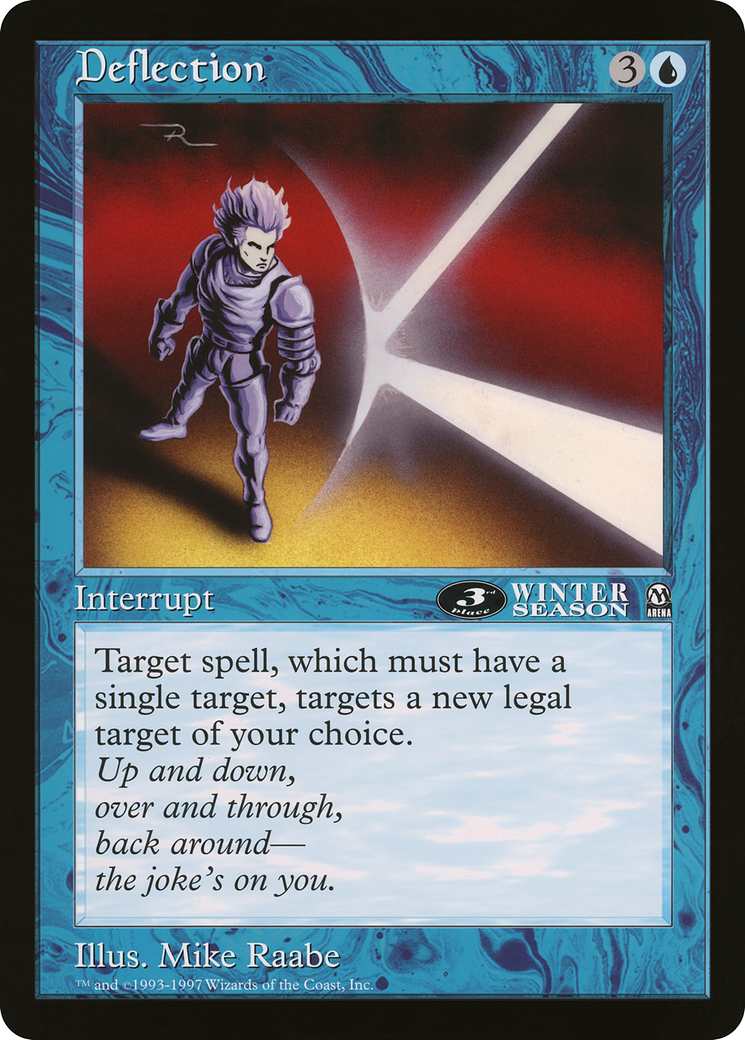 Deflection 3
R
Interrupt 3rd place WINTER SEASON M ARENA
Target spell, which must have a
single target, targets a new legal
target of your choice.
Up and down,
over and through,
back around—
the joke's on you.
Illus. Mike Raabe
™ and ©1993-1997 Wizards of the Coast, Inc.